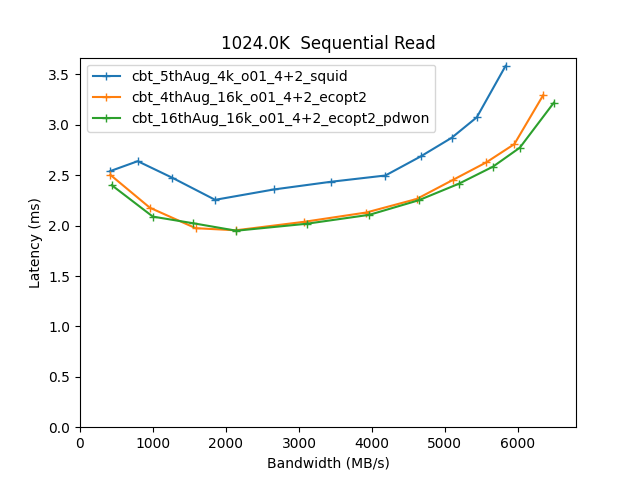 1024.0K  Sequential Read
3.5
3.0
2.5
2.0
1.5
1.0
0.5
0.0
Latency (ms)
cbt_5thAug_4k_o01_4+2_squid
cbt_4thAug_16k_o01_4+2_ecopt2
cbt_16thAug_16k_o01_4+2_ecopt2_pdwon
0 1000 2000 3000 4000 5000 6000
Bandwidth (MB/s)